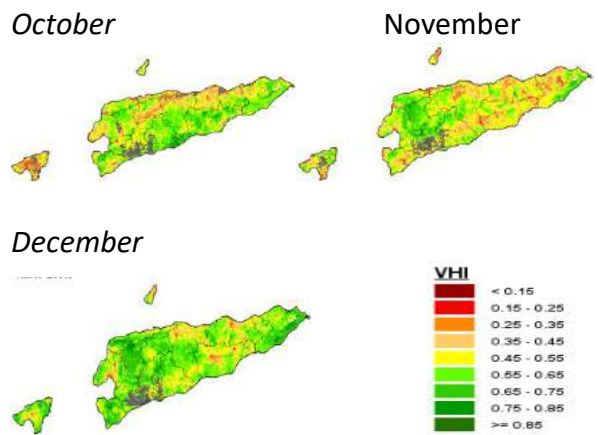 October
November
December
VHI
< 0.15
0.15 - 0.25
0.25 - 0.35
0.35 - 0.45
0.45 - 0.55
0.55 - 0.65
0.65 - 0.75
0.75 - 0.85
>= 0.85